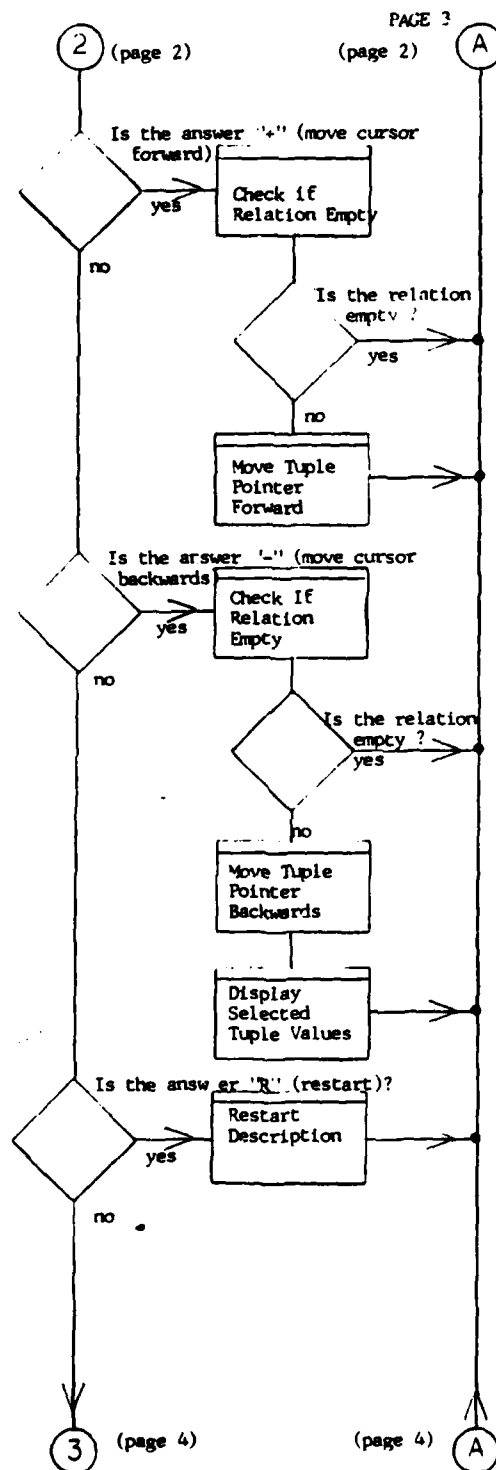 PAGE 3
2 (page 2) (page 2) A
Is the answer "+" (move cursor
forward)
yes
Check if
Relation Empty
no
Is the relation
empty ?
yes
no
Move Tuple
Pointer
Forward
Is the answer "-" (move cursor
backwards)
yes
Check If
Relation
Empty
no
Is the relation
empty ?
yes
no
Move Tuple
Pointer
Backwards
Display
Selected
Tuple Values
Is the answ er "R" (restart)?
yes
Restart
Description
no
3 (page 4) (page 4) A